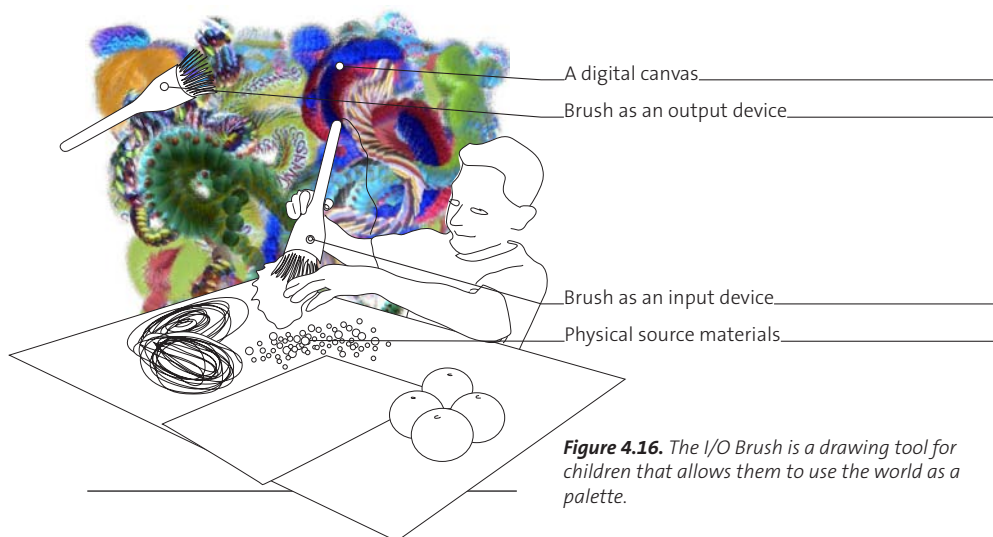 A digital canvas
Brush as an output device
Brush as an input device
Physical source materials
Figure 4.16. The I/O Brush is a drawing tool for
children that allows them to use the world as a
palette.